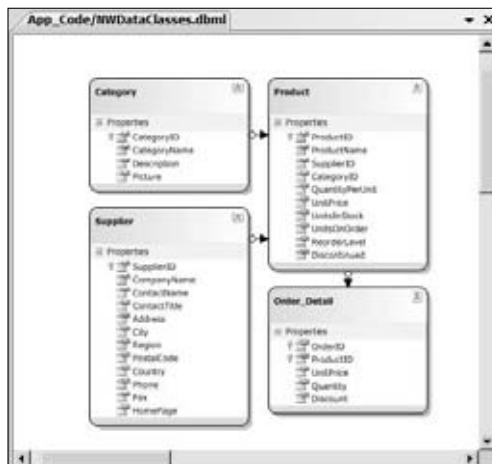 App_Code/NWDataClasses.dbml
Category
Properties
CategoryID
CategoryName
Description
Picture
Product
Properties
ProductID
ProductName
SupplierID
CategoryID
QuantityPerUnit
UnitPrice
UnitsInStock
UnitsOnOrder
ReorderLevel
Discontinued
Supplier
Properties
SupplierID
CompanyName
ContactName
ContactTitle
Address
City
Region
PostalCode
Country
Phone
Fax
HomePage
Order_Detail
Properties
OrderID
ProductID
UnitPrice
Quantity
Discount